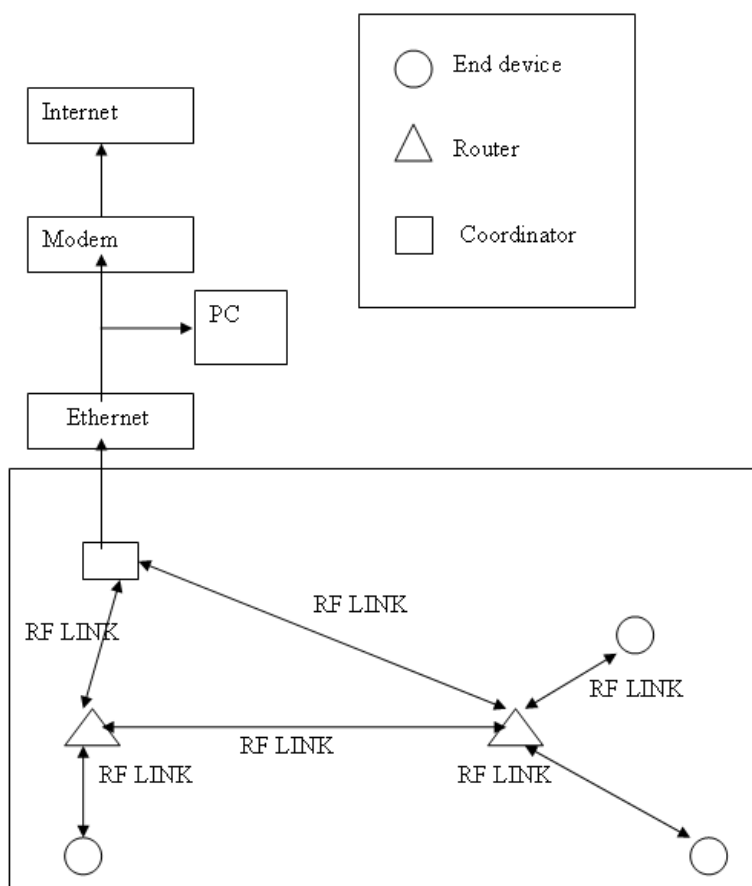 End device
Internet
Router
Modem
Coordinator
PC
Ethernet
RF LINK
RF LINK
RF LINK
RF LINK
RF LINK
RF LINK